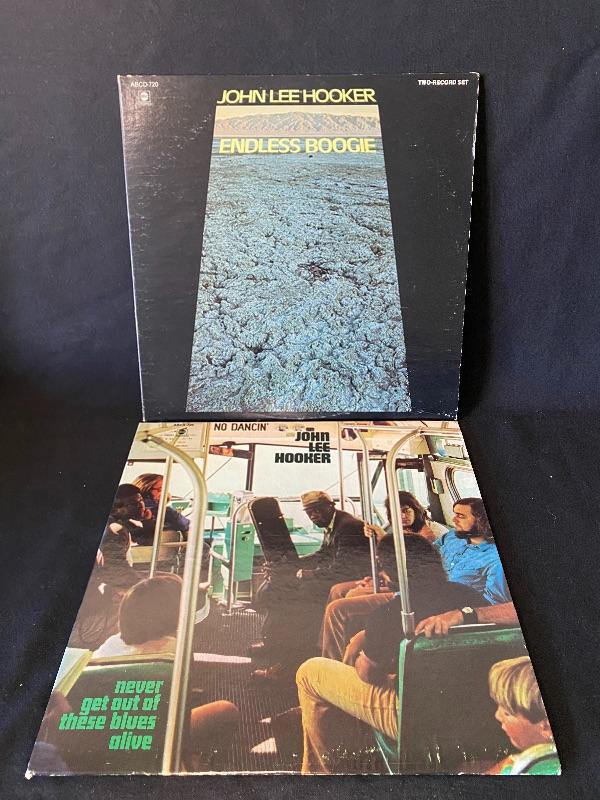 ABCD-720
TWO-RECORD SET
JOHN LEE HOOKER
ENDLESS BOOGIE
NO DANCIN'
JOHN
LEE
HOOKER
never
get out of
these blues
alive